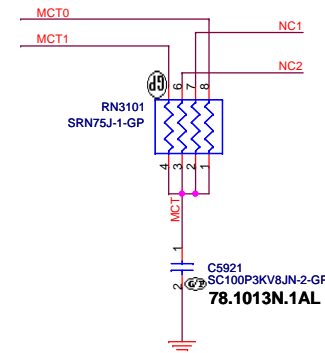 MCT0
NC1
MCT1
NC2
GP
RN3101
SRN75J-1-GP
5 6 7 8
4 3 2 1
MCT
1
C5921
SC100P3KV8JN-2-GP
2 G/P
78.1013N.1AL